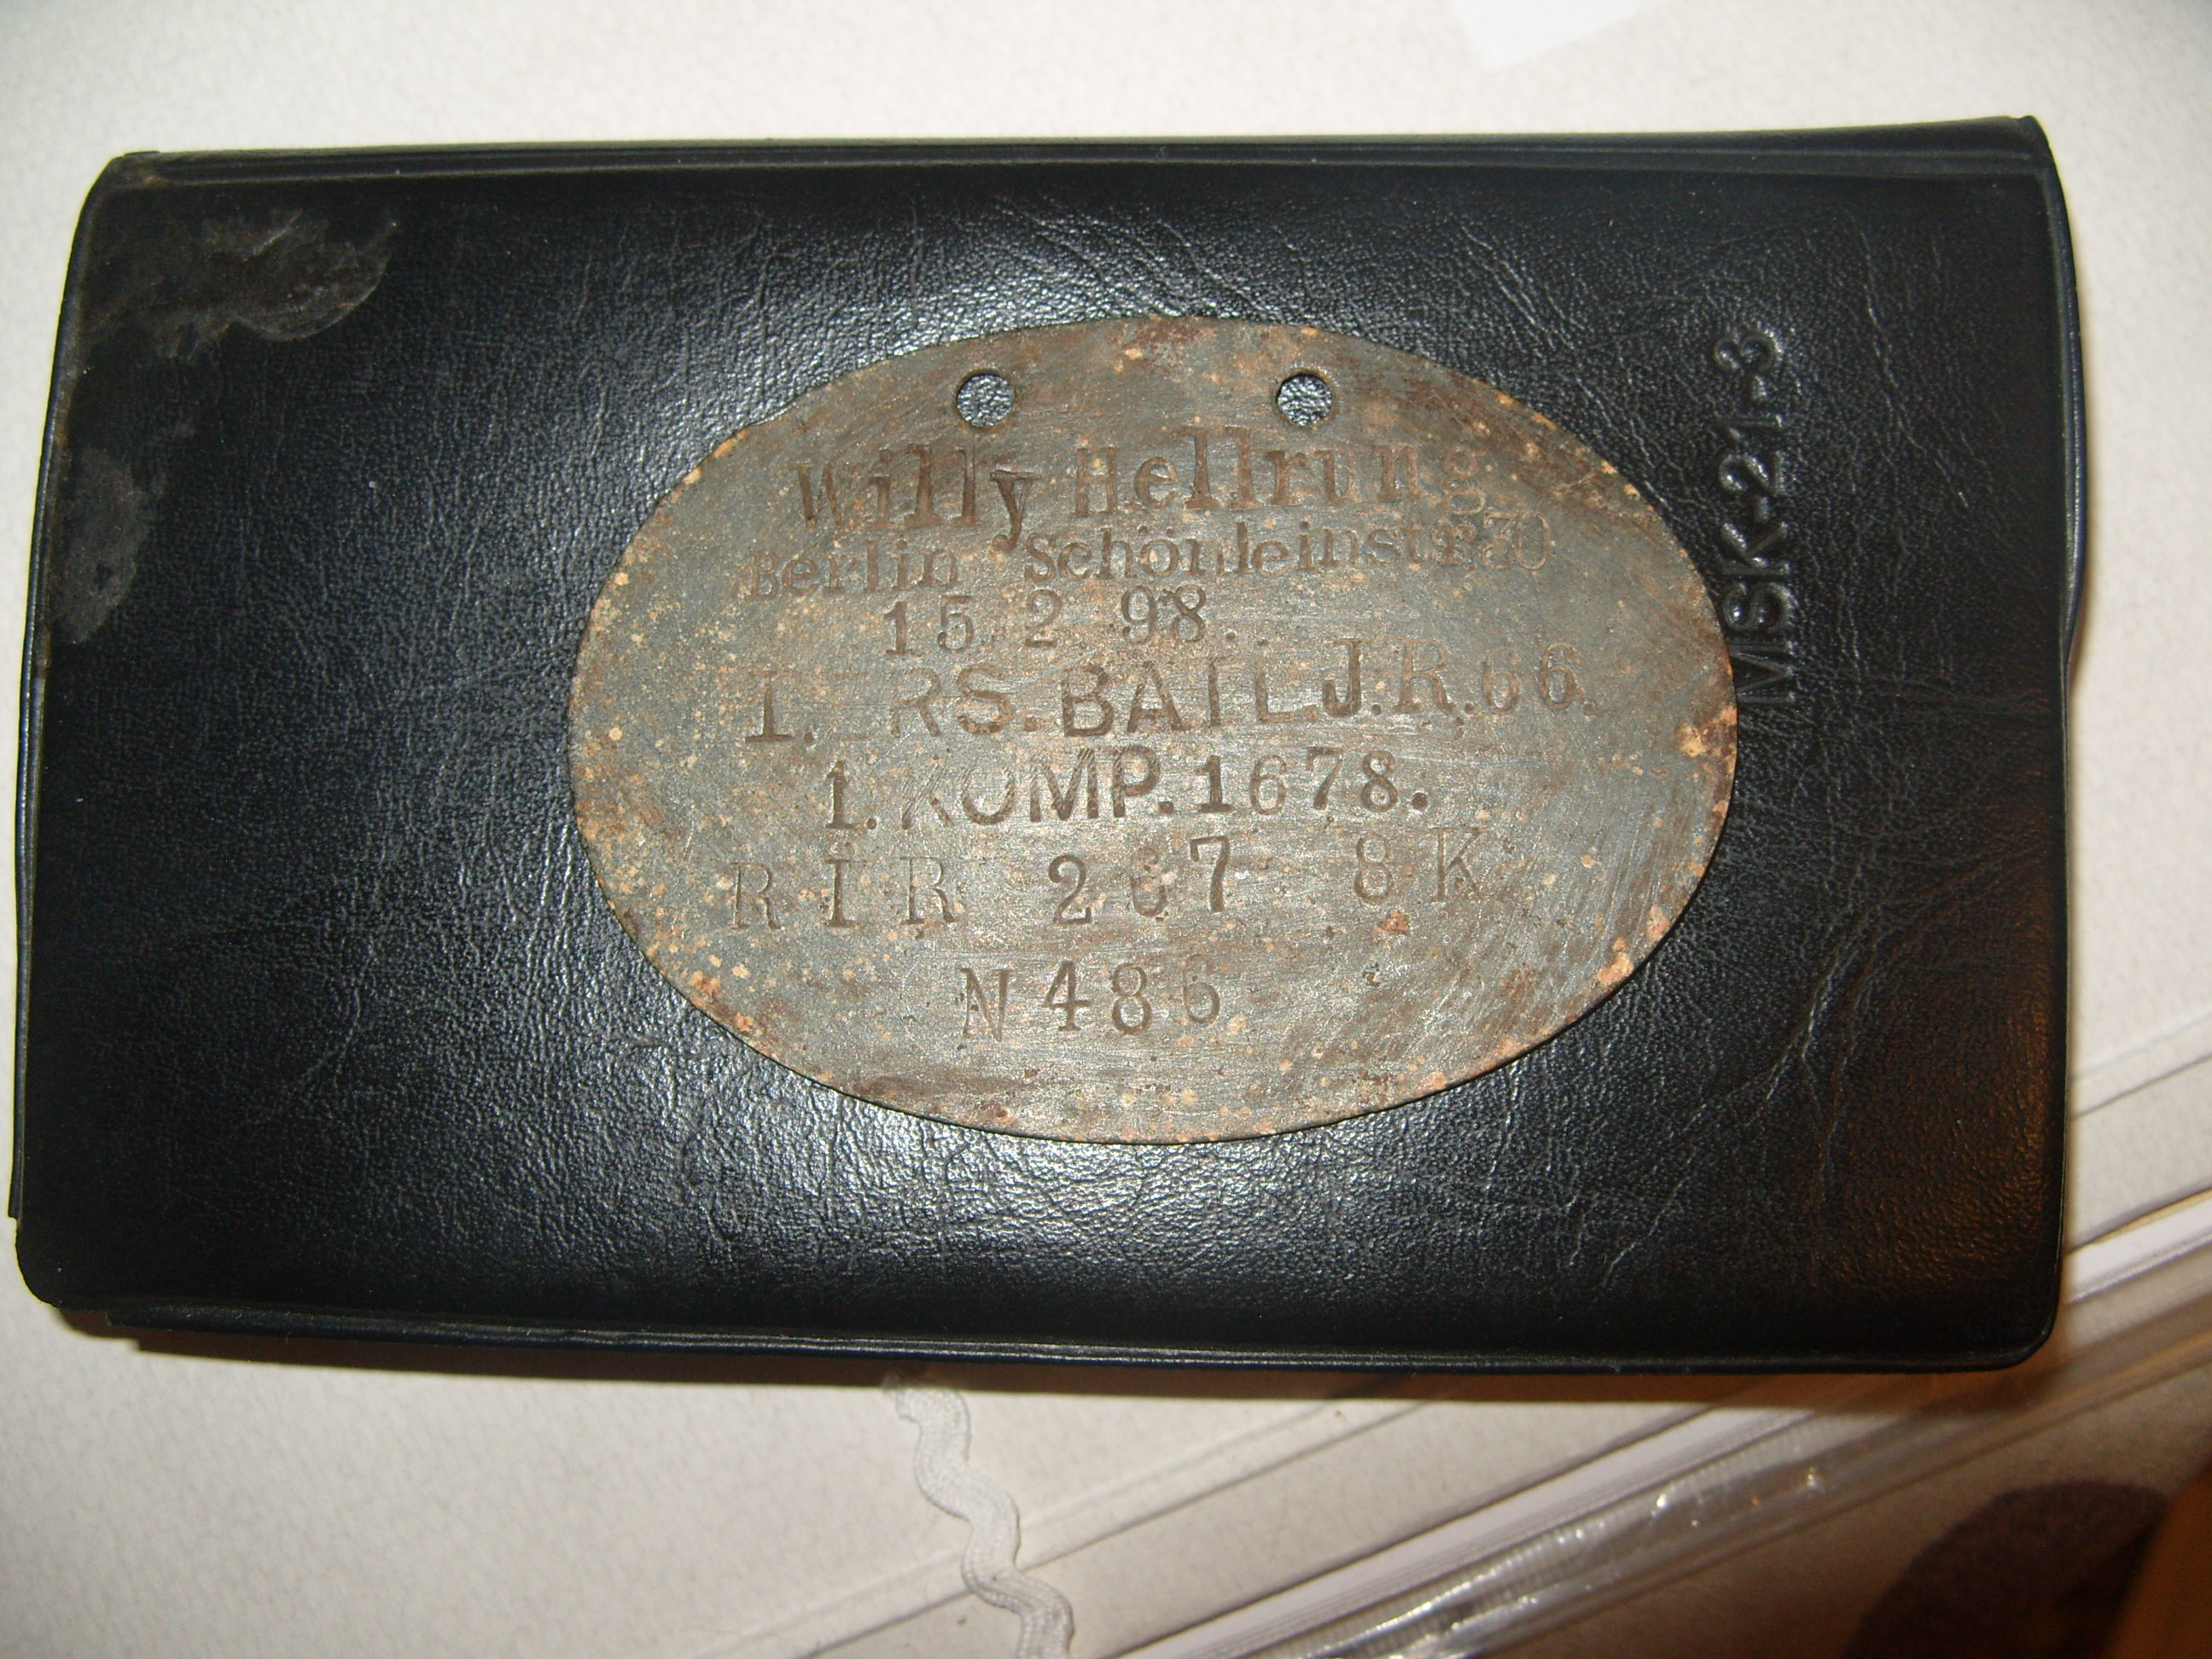 Willy Hellrung
Berlin Schönleinstr.30
15.2.98.
1.ERS.BATL.J.R.66.
1.KOMP.1678.
R I R 267 8 K
N 486
MSK-21-3